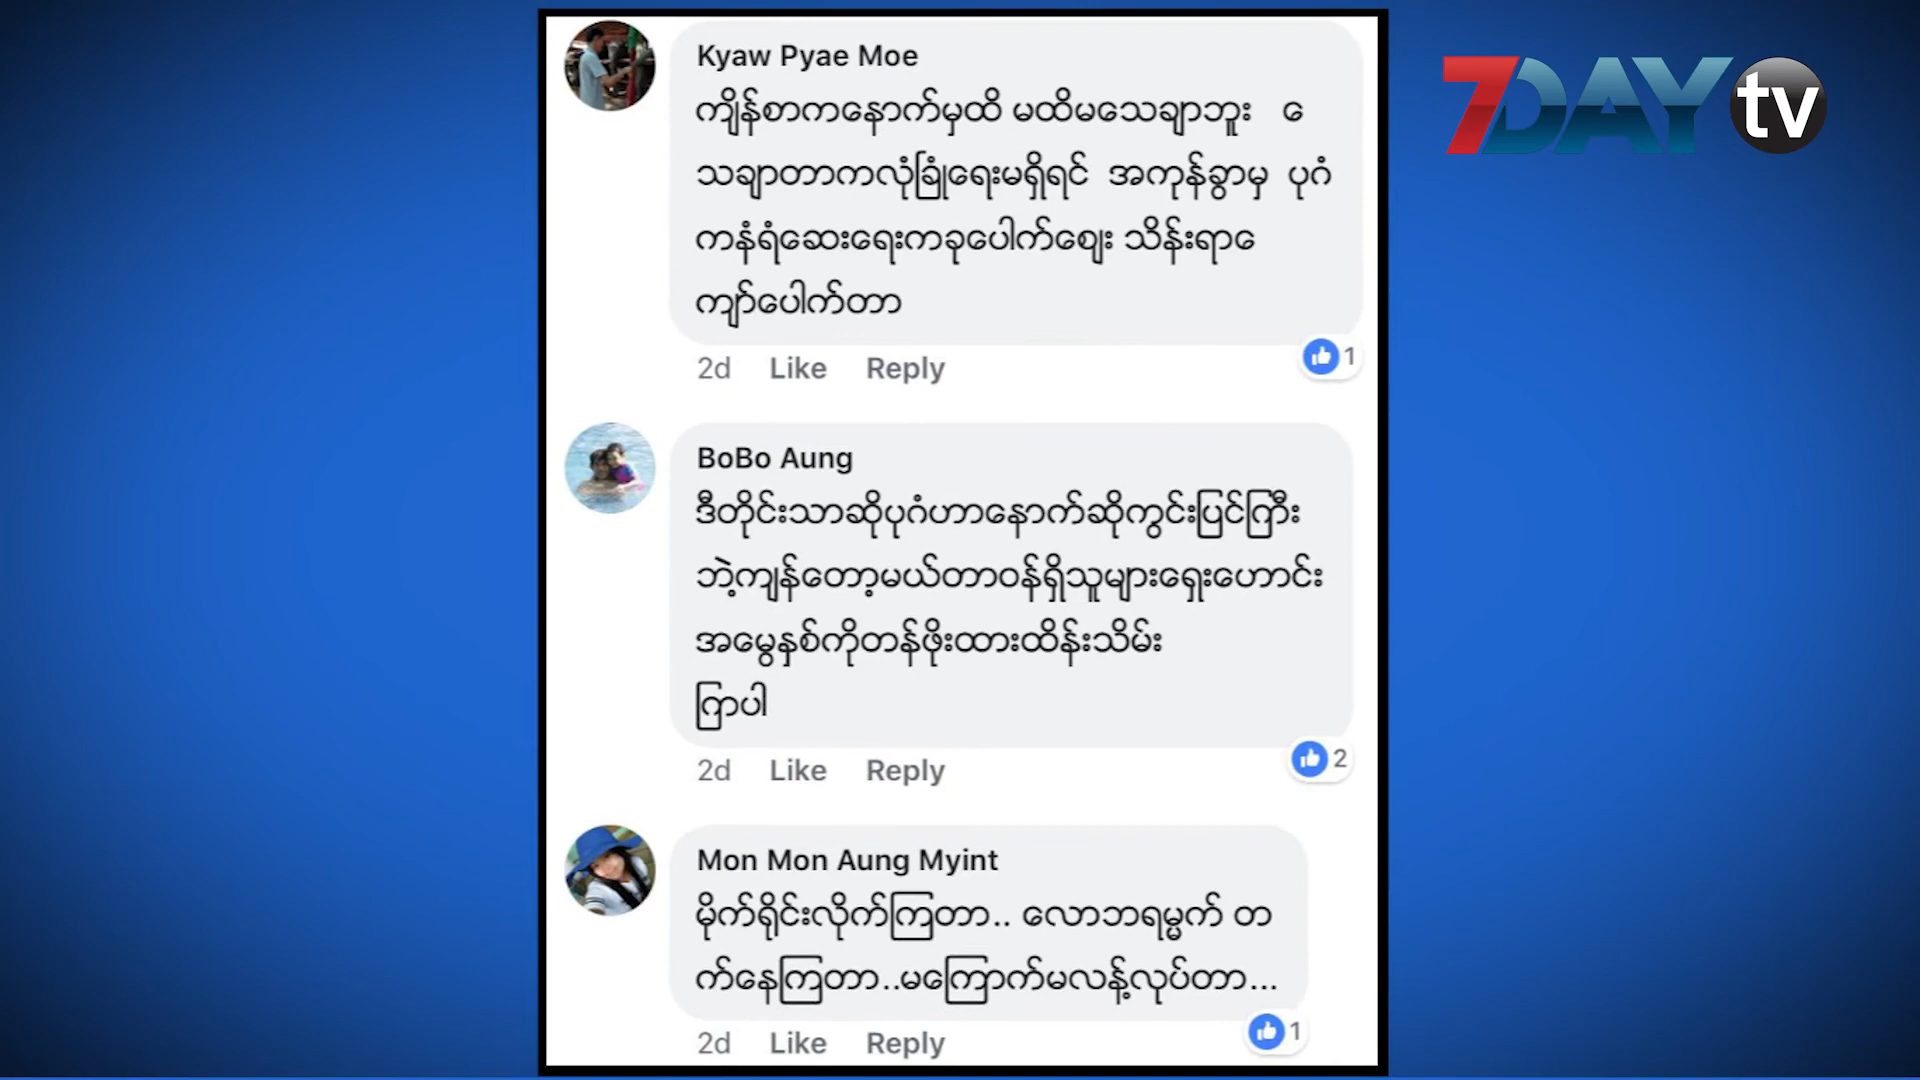 7DAY tv
Kyaw Pyae Moe
ကျိန်စာကနောက်မှထိ မထိမသေချာဘူး ေ
သချာတာကလုံခြုံရေးမရှိရင် အကုန်ခွာမှ ပုဂံ
ကနံရံဆေးရေးကခုပေါက်ဈေး သိန်းရာေ
ကျာ်ပေါက်တာ
2d Like Reply 1
BoBo Aung
ဒီတိုင်းသာဆိုပုဂံဟာနောက်ဆိုကွင်းပြင်ကြီး
ဘဲ့ကျန်တော့မယ်တာဝန်ရှိသူများရှေးဟောင်း
အမွေနှစ်ကိုတန်ဖိုးထားထိန်းသိမ်း
ကြာပါ
2d Like Reply 2
Mon Mon Aung Myint
မိုက်ရိုင်းလိုက်ကြတာ.. လောဘရမ္မက် တ
က်နေကြတာ..မကြောက်မလန့်လုပ်တာ...
2d Like Reply 1